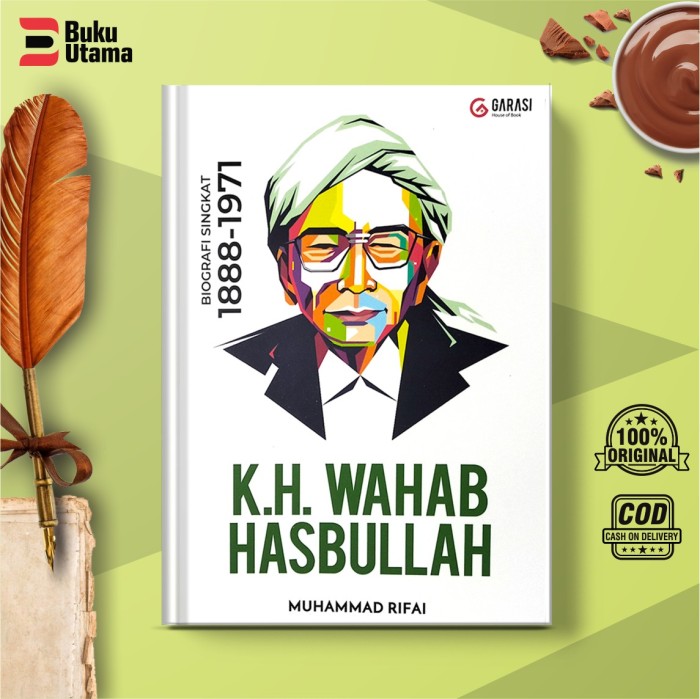 Buku
Utama
GARASI
House of Book
BIOGRAFI SINGKAT
1888-1971
K.H. WAHAB
HASBULLAH
MUHAMMAD RIFAI
100%
ORIGINAL
COD
CASH ON DELIVERY